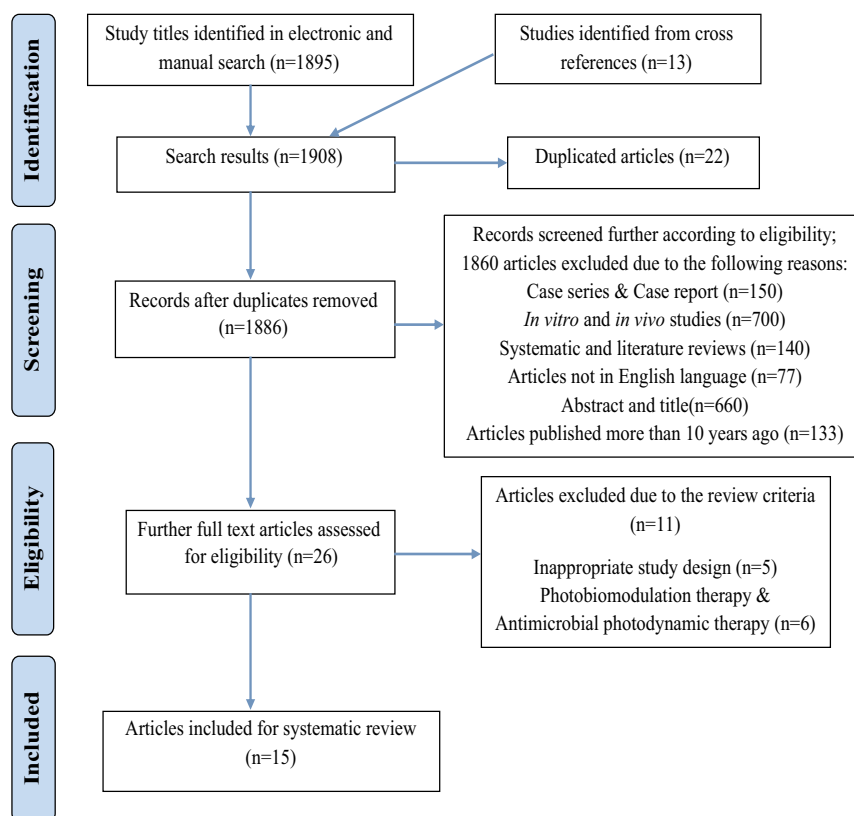 Identification
Study titles identified in electronic and
manual search (n=1895)
Studies identified from cross
references (n=13)
Search results (n=1908)
Duplicated articles (n=22)
Screening
Records after duplicates removed
(n=1886)
Records screened further according to eligibility;
1860 articles excluded due to the following reasons:
Case series & Case report (n=150)
In vitro and in vivo studies (n=700)
Systematic and literature reviews (n=140)
Articles not in English language (n=77)
Abstract and title(n=660)
Articles published more than 10 years ago (n=133)
Eligibility
Further full text articles assessed
for eligibility (n=26)
Articles excluded due to the review criteria
(n=11)
Inappropriate study design (n=5)
Photobiomodulation therapy &
Antimicrobial photodynamic therapy (n=6)
Included
Articles included for systematic review
(n=15)